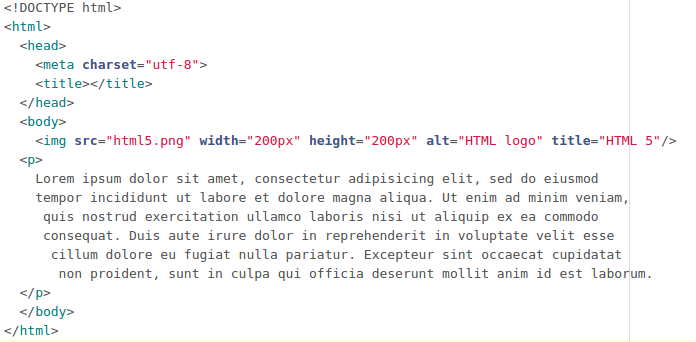 <!DOCTYPE html>
<html>
  <head>
    <meta charset="utf-8">
    <title></title>
  </head>
  <body>
    <img src="html5.png" width="200px" height="200px" alt="HTML logo" title="HTML 5"/>
  <p>
    Lorem ipsum dolor sit amet, consectetur adipisicing elit, sed do eiusmod
    tempor incididunt ut labore et dolore magna aliqua. Ut enim ad minim veniam,
     quis nostrud exercitation ullamco laboris nisi ut aliquip ex ea commodo
     consequat. Duis aute irure dolor in reprehenderit in voluptate velit esse
      cillum dolore eu fugiat nulla pariatur. Excepteur sint occaecat cupidatat
       non proident, sunt in culpa qui officia deserunt mollit anim id est laborum.
  </p>
  </body>
</html>